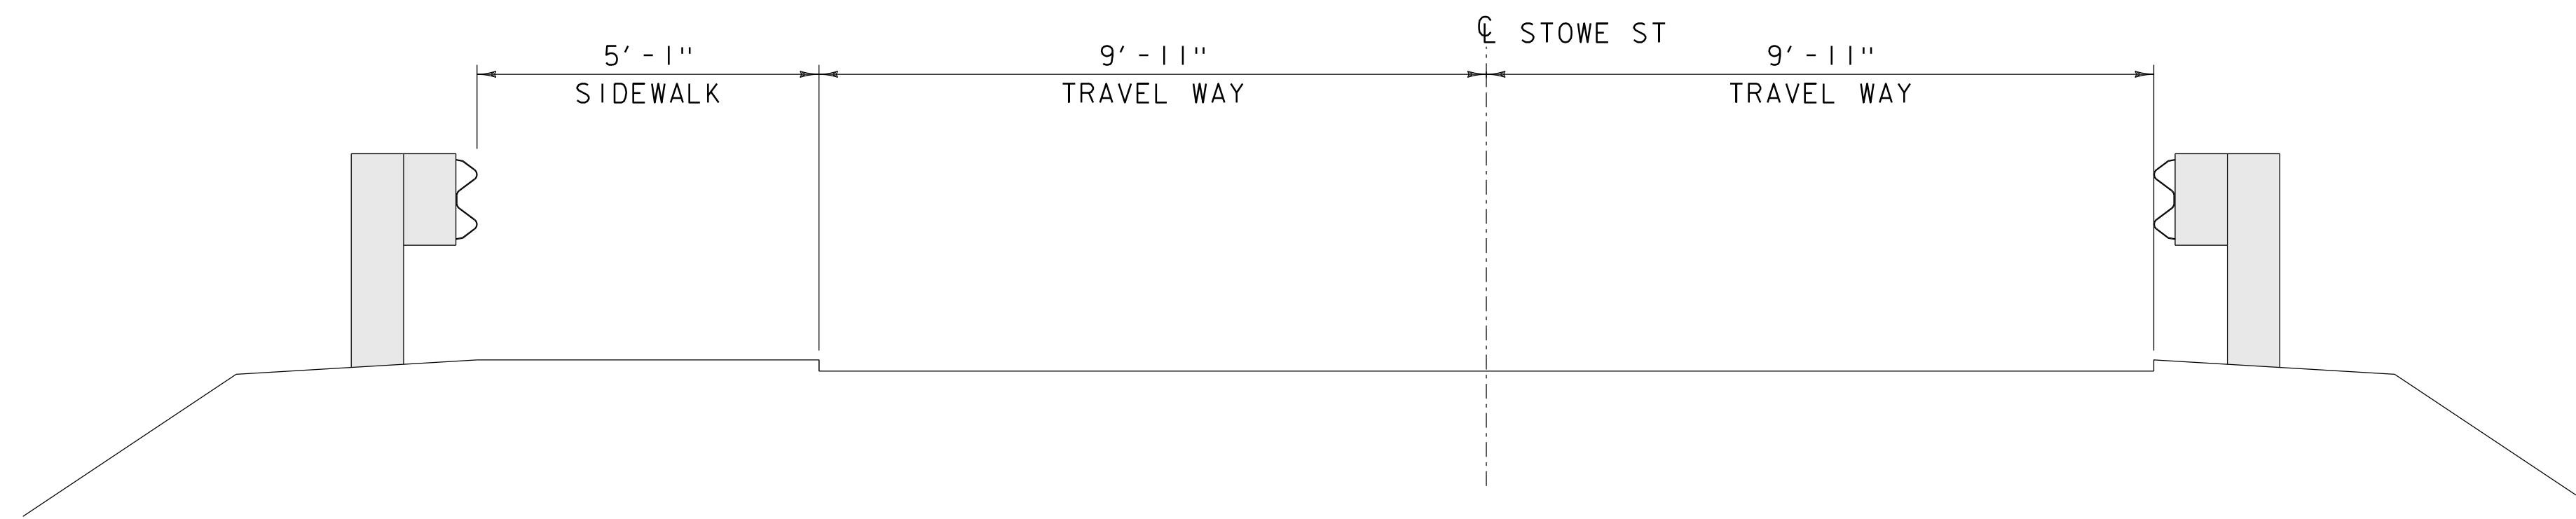 ℄ STOWE ST
5'-1" 9'-11" 9'-11"
SIDEWALK TRAVEL WAY TRAVEL WAY